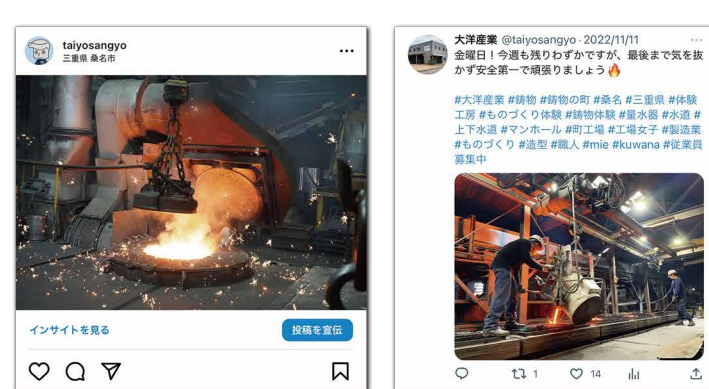 taiyosangyo
三重県 桑名市
インサイトを見る
投稿を宣伝
大洋産業 @taiyosangyo · 2022/11/11
金曜日！今週も残りわずかですが、最後まで気を抜
かず安全第一で頑張りましょう🔥
#大洋産業 #鋳物 #鋳物の町 #桑名 #三重県 #体験
工房 #ものづくり体験 #鋳物体験 #量水器 #水道 #
上下水道 #マンホール #町工場 #工場女子 #製造業
#ものづくり #造型 #職人 #mie #kuwana #従業員
募集中
1
14